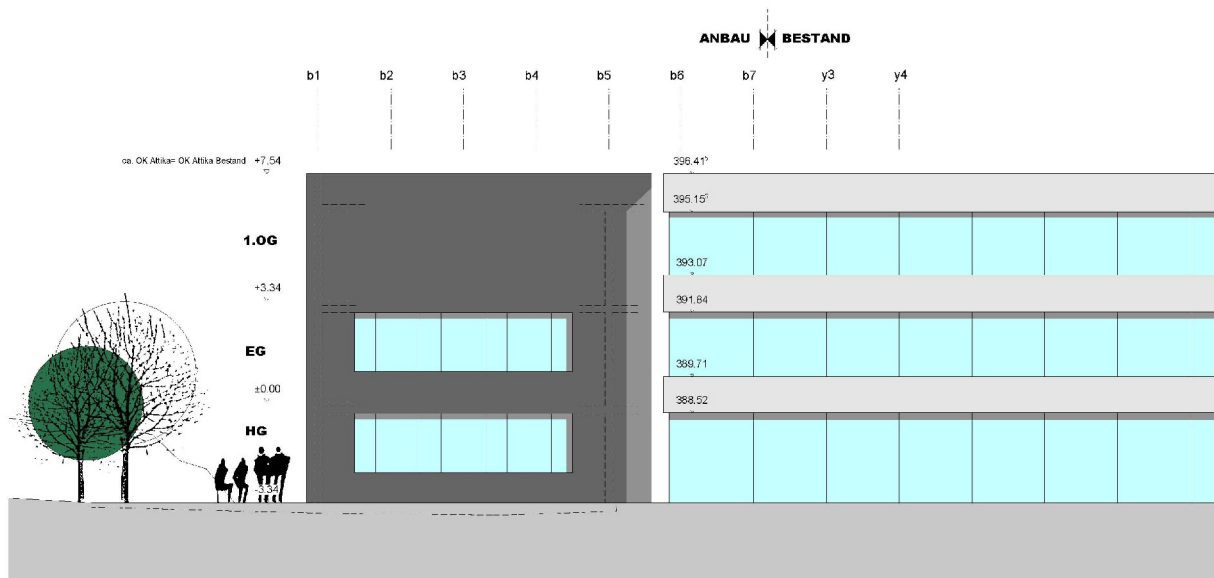 ANBAU BESTAND
b1 b2 b3 b4 b5 b6 b7 y3 y4
ca. OK Attika= OK Attika Bestand +7.54
396.41⁵
395.15⁵
1.OG
393.07
+3.34
391.84
EG
389.71
±0.00
388.52
HG
-3.34